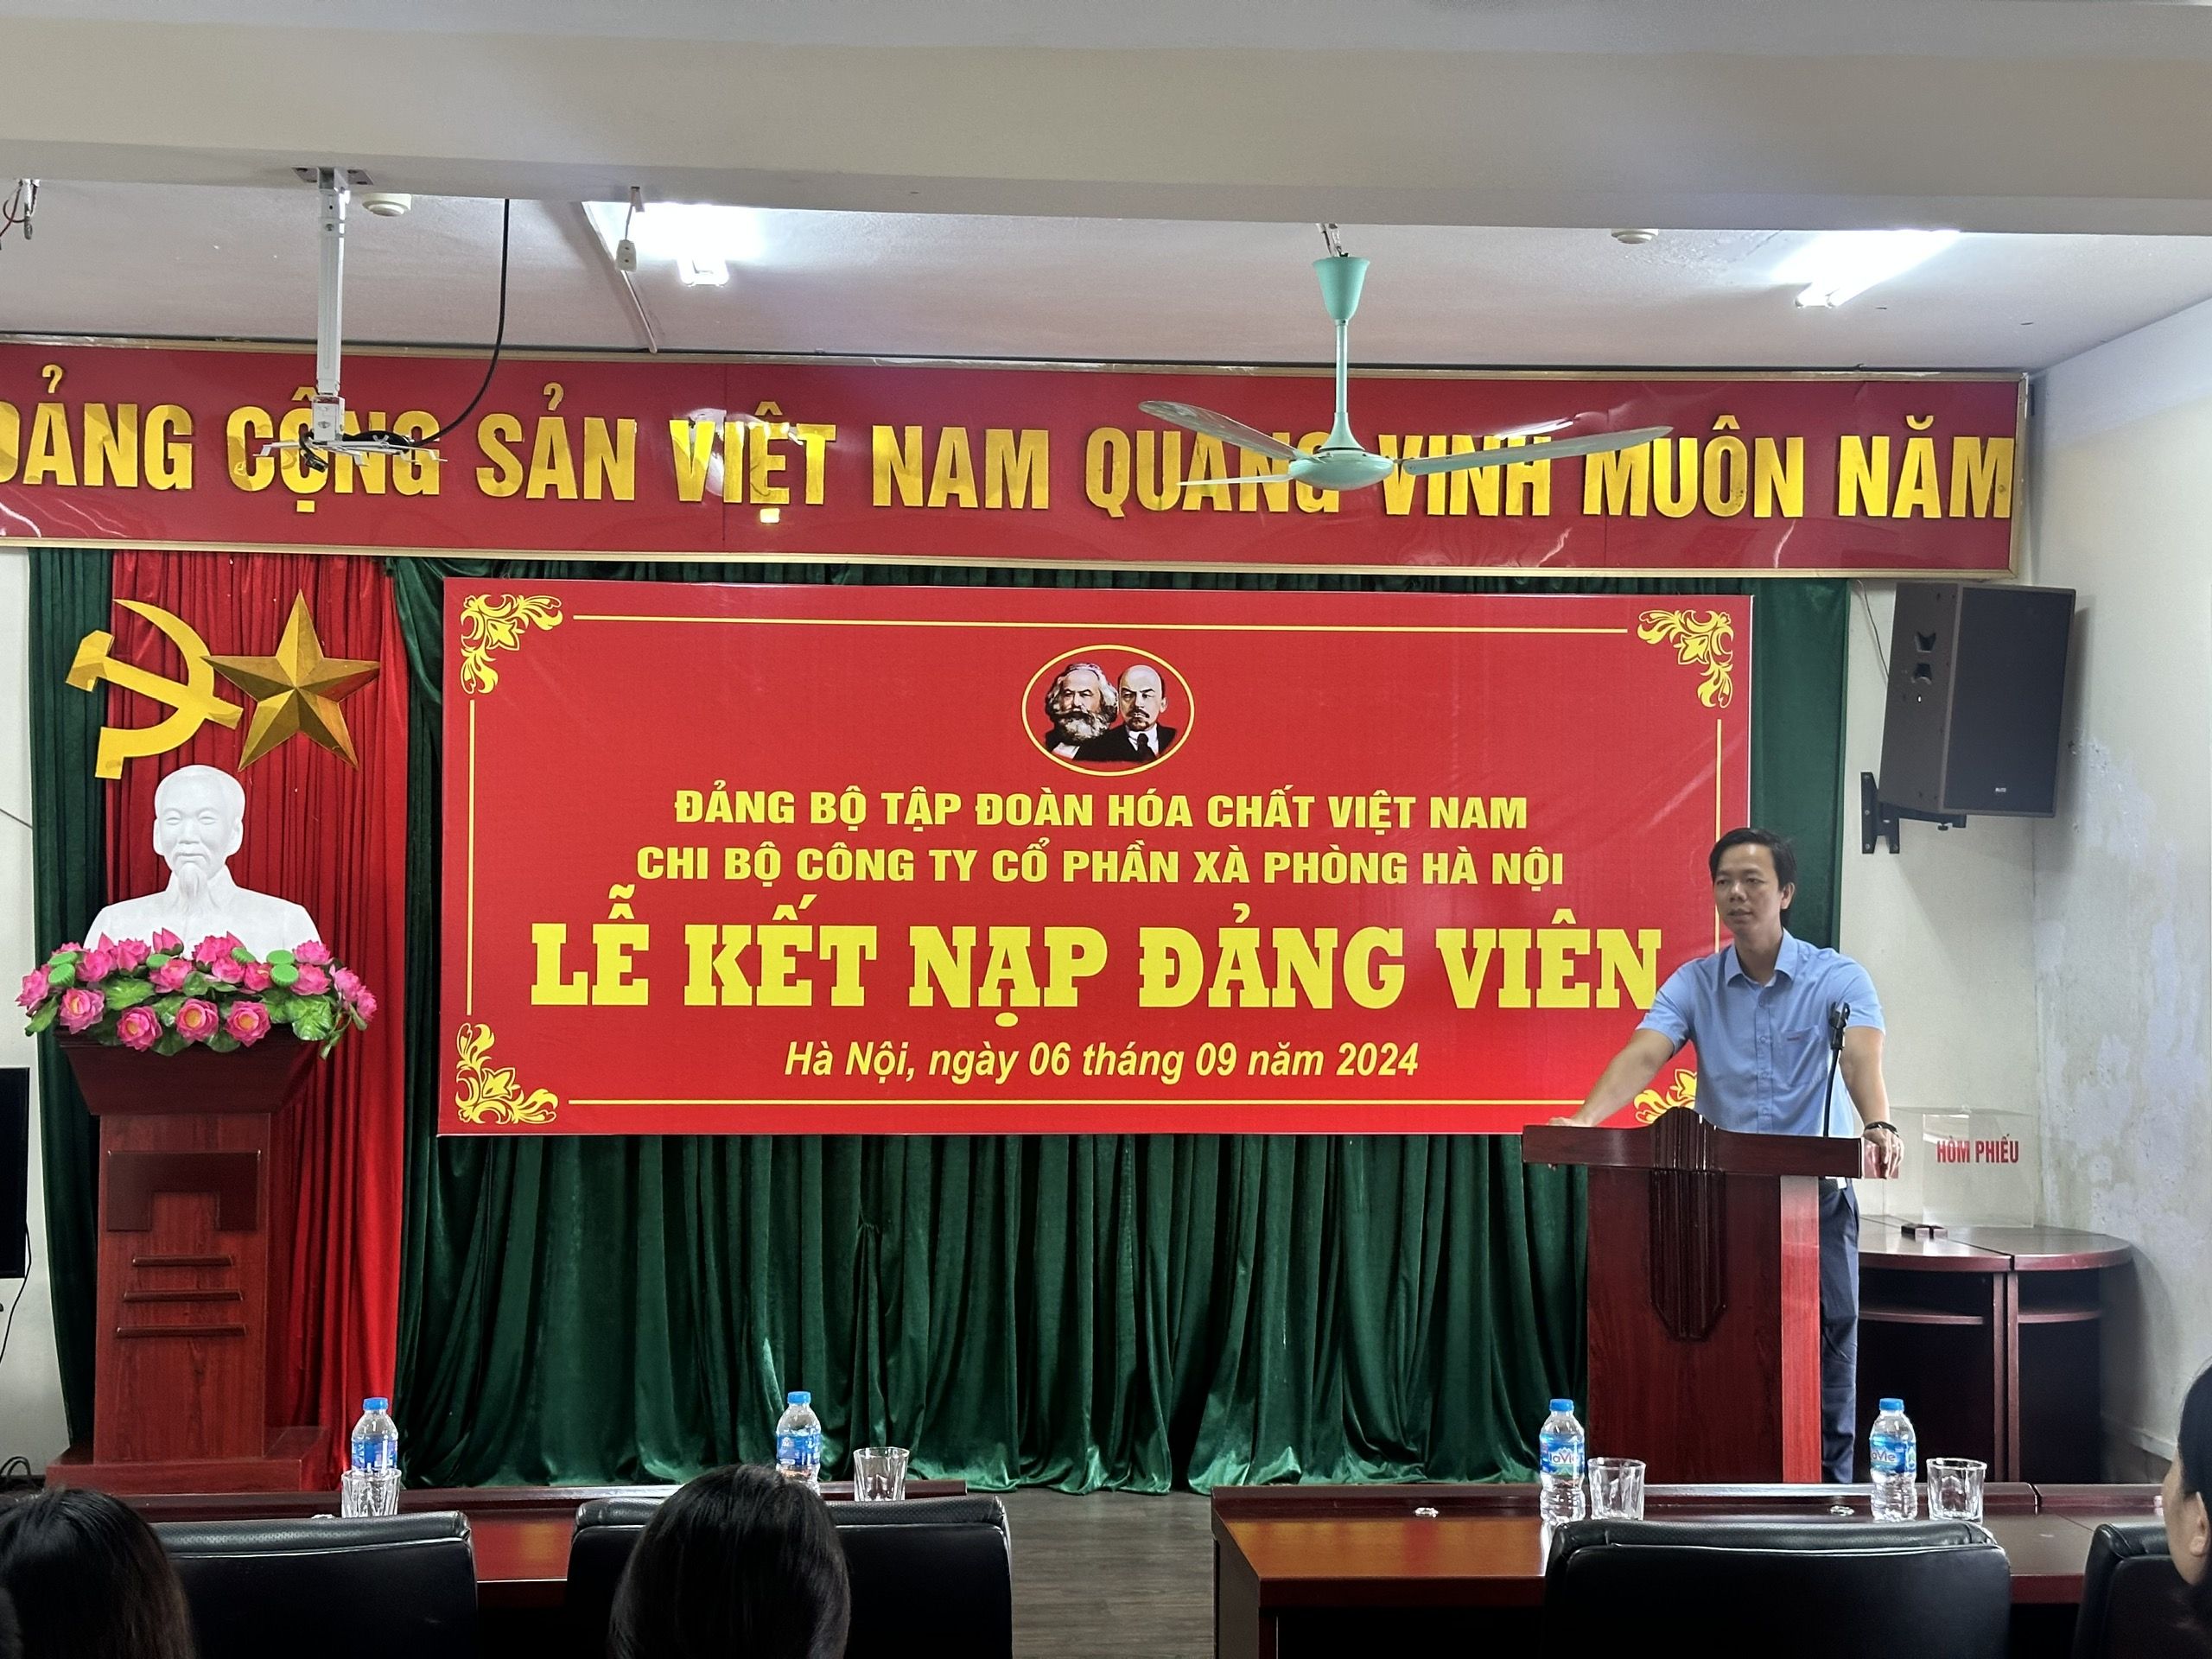 ĐẢNG CỘNG SẢN VIỆT NAM QUANG VINH MUÔN NĂM
ĐẢNG BỘ TẬP ĐOÀN HÓA CHẤT VIỆT NAM
CHI BỘ CÔNG TY CỔ PHẦN XÀ PHÒNG HÀ NỘI
LỄ KẾT NẠP ĐẢNG VIÊN
Hà Nội, ngày 06 tháng 09 năm 2024
HÒM PHIẾU